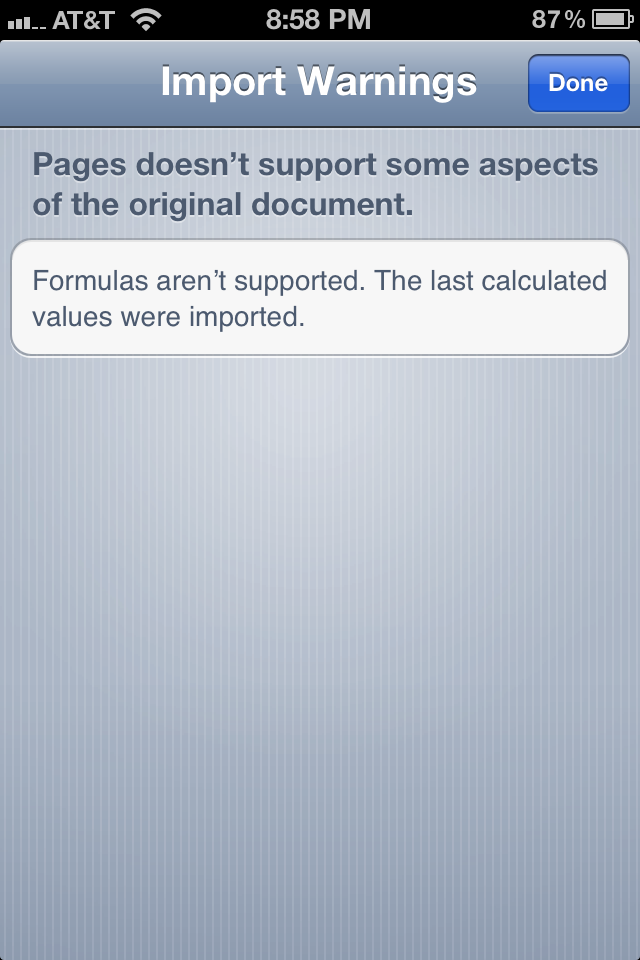 AT&T 8:58 PM 87%
Import Warnings Done
Pages doesn’t support some aspects
of the original document.
Formulas aren’t supported. The last calculated
values were imported.